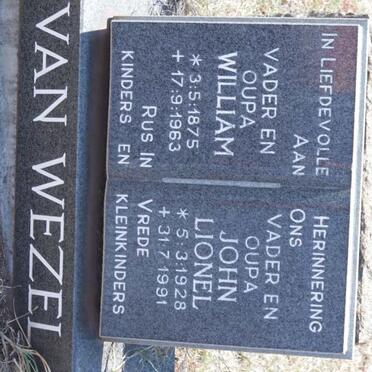 IN LIEFDEVOLLE HERINNERING
AAN ONS
VADER EN
OUPA
WILLIAM
* 3:5:1875
+ 17:9:1963
RUS IN
KINDERS EN
VADER EN
OUPA
JOHN
LIONEL
* 5:3:1928
+ 31:7:1991
VREDE
KLEINKINDERS
VAN WEZEL